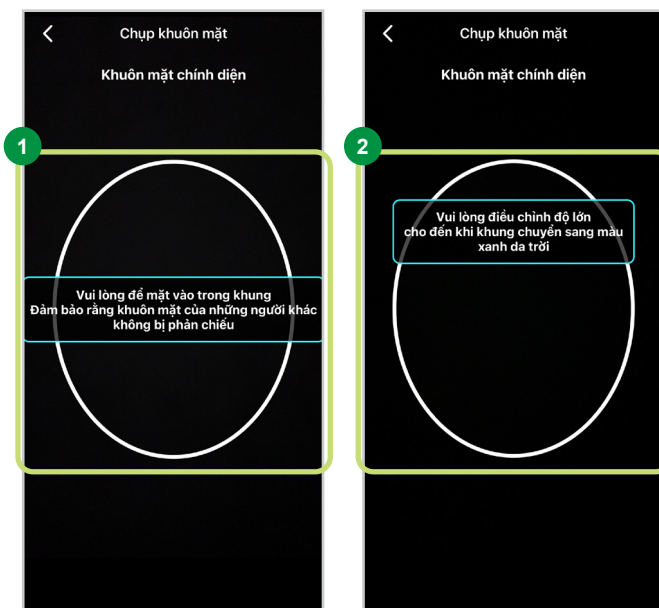 Chụp khuôn mặt
Khuôn mặt chính diện
1
Vui lòng để mặt vào trong khung
Đảm bảo rằng khuôn mặt của những người khác
không bị phản chiếu
Chụp khuôn mặt
Khuôn mặt chính diện
2
Vui lòng điều chỉnh độ lớn
cho đến khi khung chuyển sang màu
xanh da trời